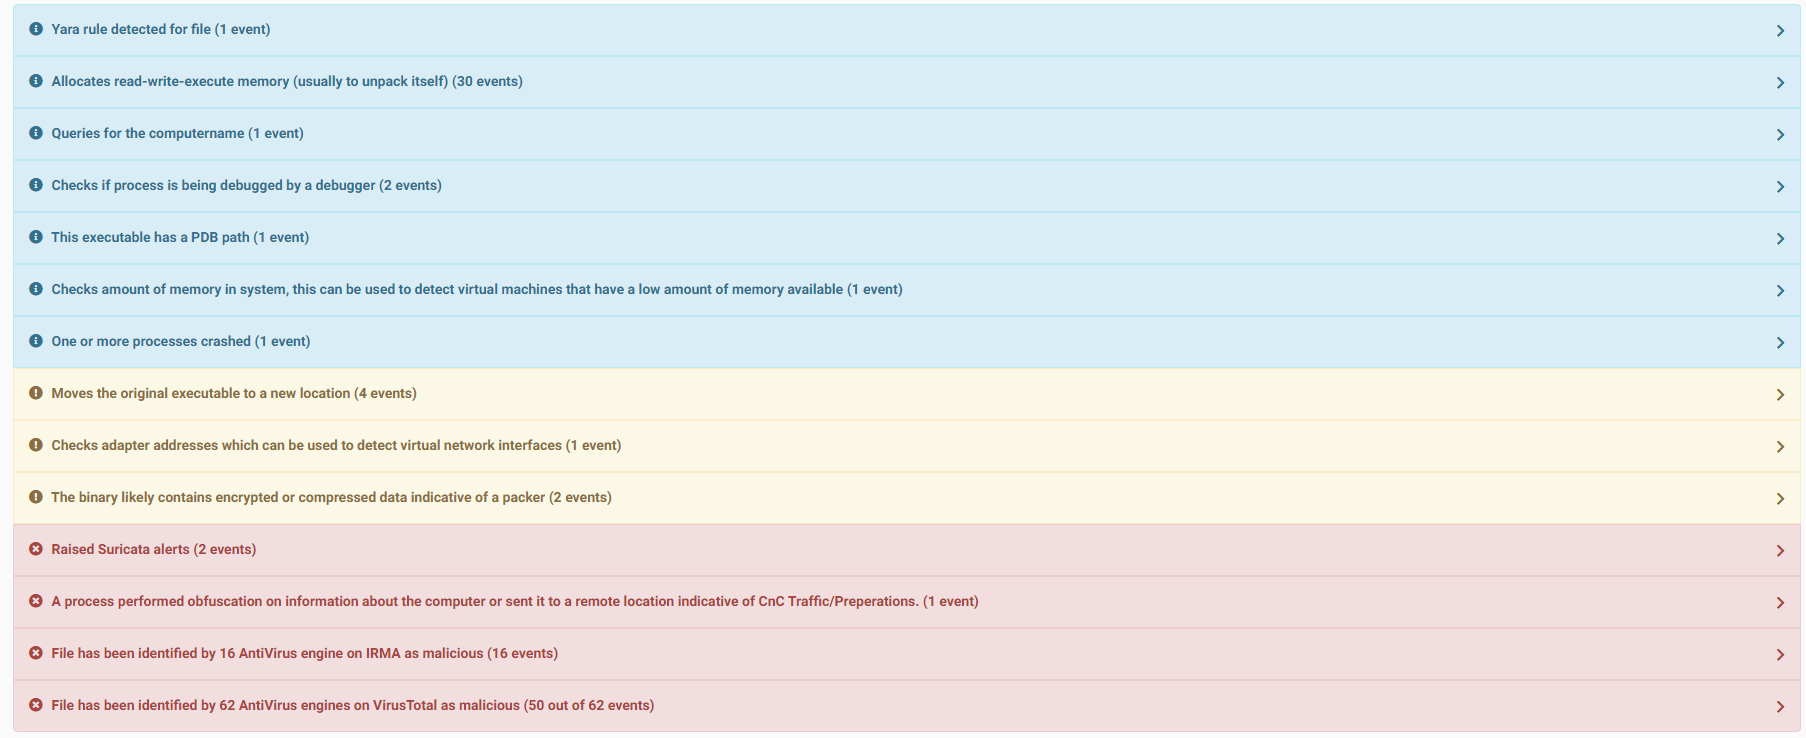 Yara rule detected for file (1 event)
Allocates read-write-execute memory (usually to unpack itself) (30 events)
Queries for the computername (1 event)
Checks if process is being debugged by a debugger (2 events)
This executable has a PDB path (1 event)
Checks amount of memory in system, this can be used to detect virtual machines that have a low amount of memory available (1 event)
One or more processes crashed (1 event)
Moves the original executable to a new location (4 events)
Checks adapter addresses which can be used to detect virtual network interfaces (1 event)
The binary likely contains encrypted or compressed data indicative of a packer (2 events)
Raised Suricata alerts (2 events)
A process performed obfuscation on information about the computer or sent it to a remote location indicative of CnC Traffic/Preperations. (1 event)
File has been identified by 16 AntiVirus engine on IRMA as malicious (16 events)
File has been identified by 62 AntiVirus engines on VirusTotal as malicious (50 out of 62 events)